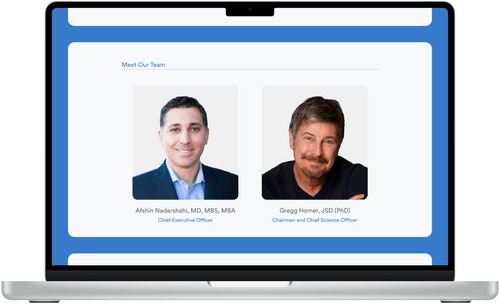 Meet Our Team
Afshin Nadershahi, MD, MBS, MBA
Gregg Homer, JSD (PhD)
Chief Executive Officer
Chairman and Chief Science Officer